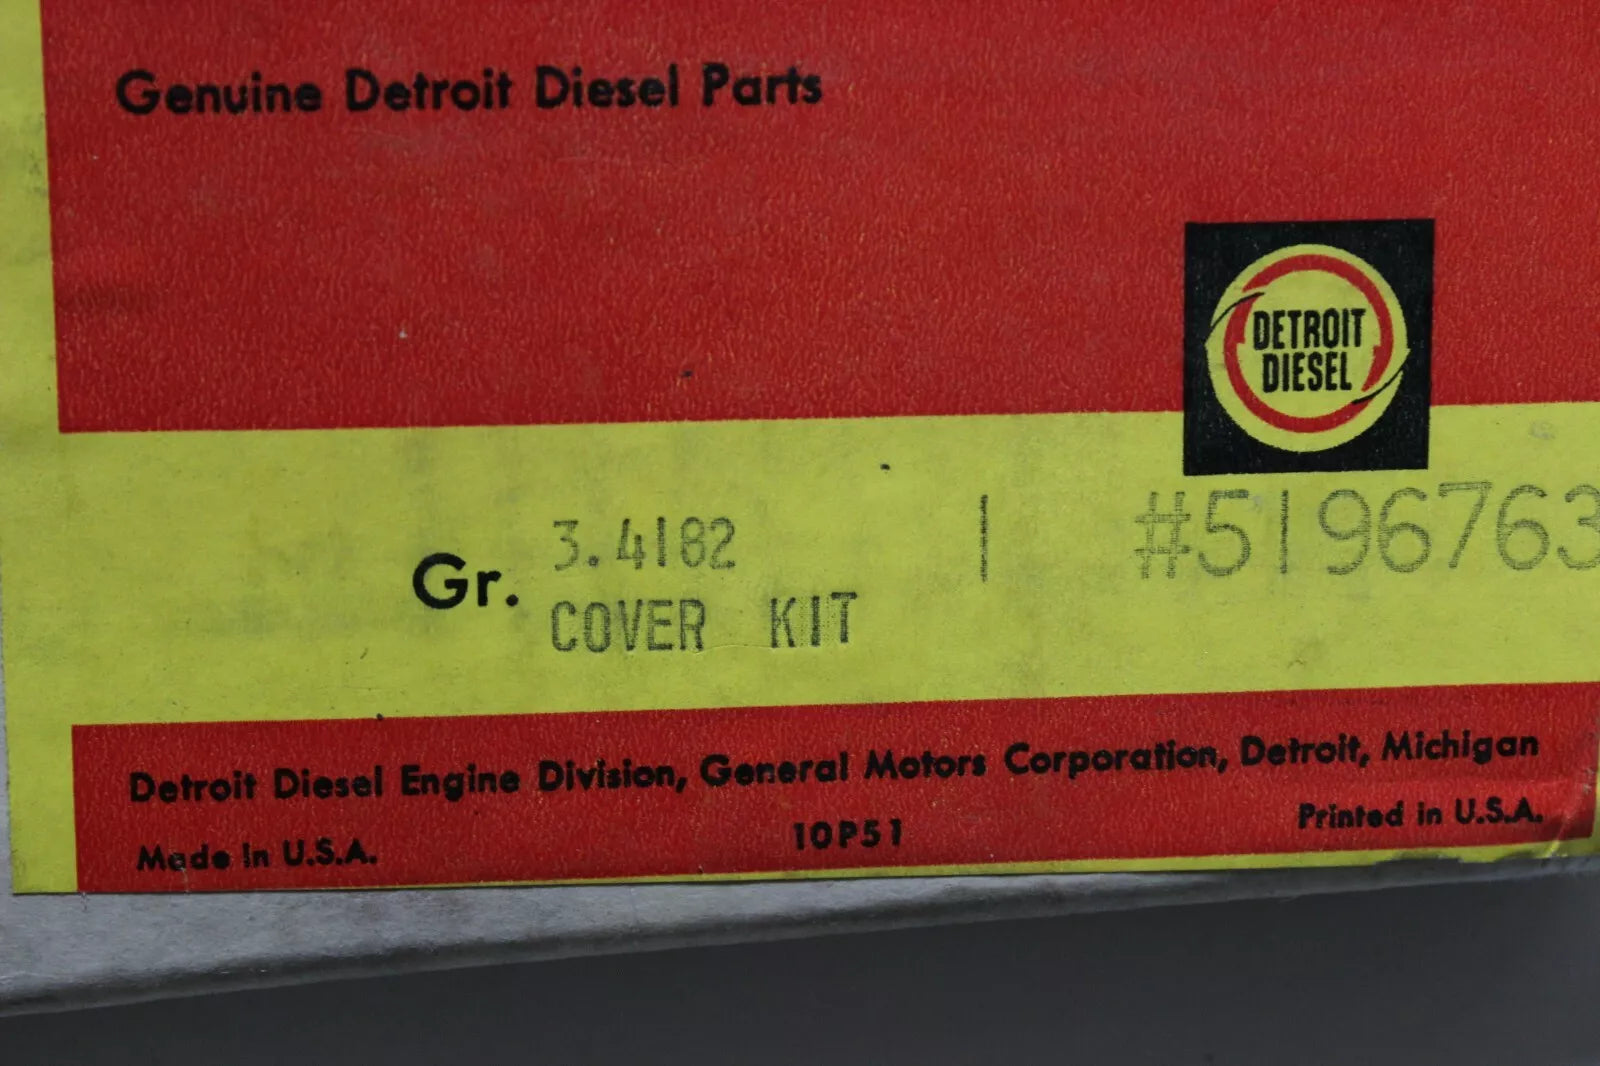 Genuine Detroit Diesel Parts
DETROIT
DIESEL
Gr. 3.4182 1 #5196763
COVER KIT
Detroit Diesel Engine Division, General Motors Corporation, Detroit, Michigan
Made in U.S.A. 10P51 Printed in U.S.A.